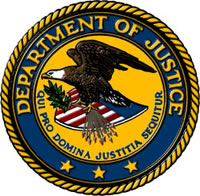 DEPARTMENT OF JUSTICE
QUI PRO DOMINA JUSTITIA SEQUITUR